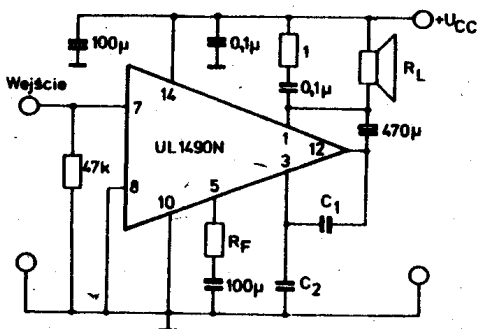 +UCC
100µ
0,1µ
1
0,1µ
RL
Wejście
14
7
1
470µ
UL1490N
12
47k
8
3
10
5
C1
RF
C2
100µ